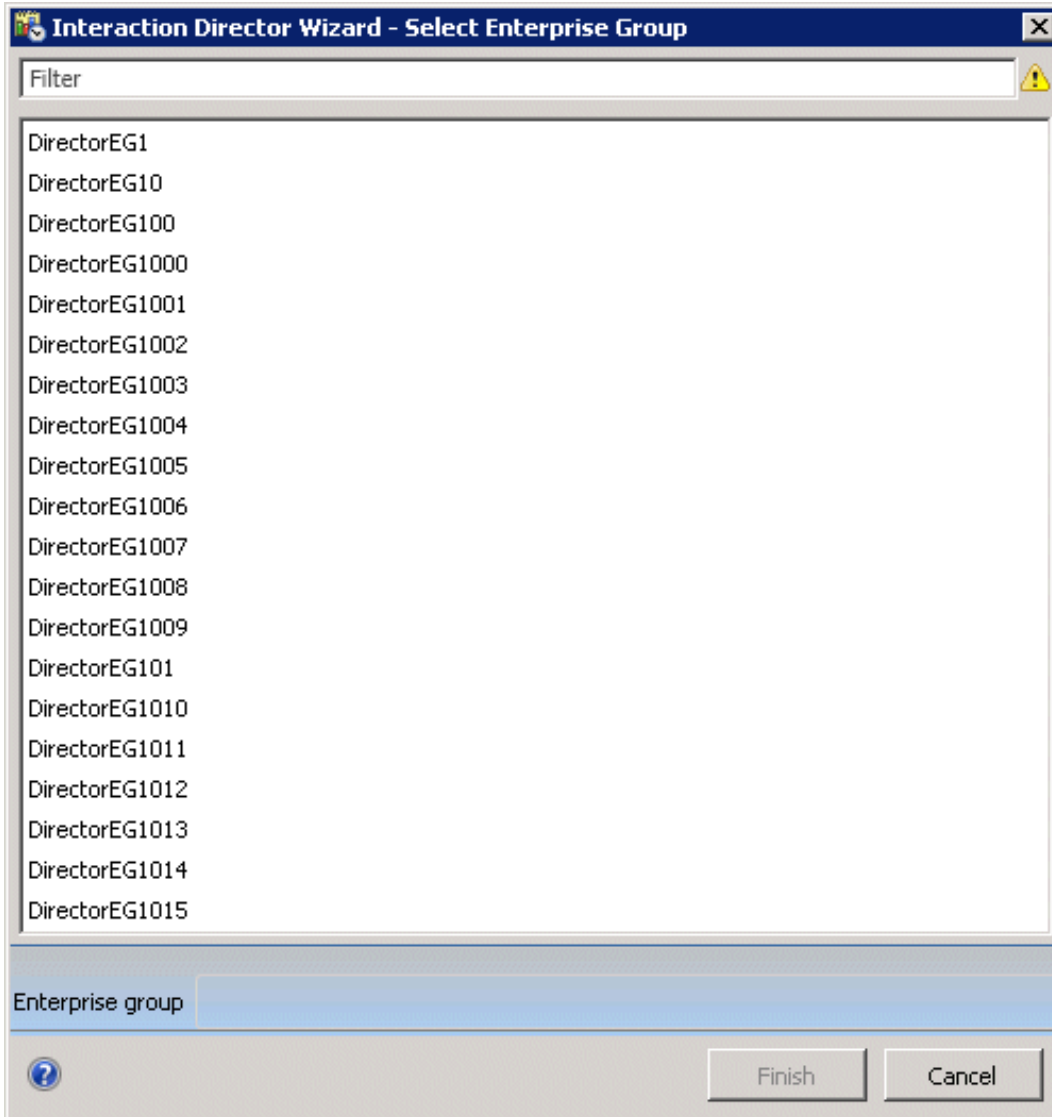 Interaction Director Wizard - Select Enterprise Group
Filter
DirectorEG1
DirectorEG10
DirectorEG100
DirectorEG1000
DirectorEG1001
DirectorEG1002
DirectorEG1003
DirectorEG1004
DirectorEG1005
DirectorEG1006
DirectorEG1007
DirectorEG1008
DirectorEG1009
DirectorEG101
DirectorEG1010
DirectorEG1011
DirectorEG1012
DirectorEG1013
DirectorEG1014
DirectorEG1015
Enterprise group
Finish Cancel